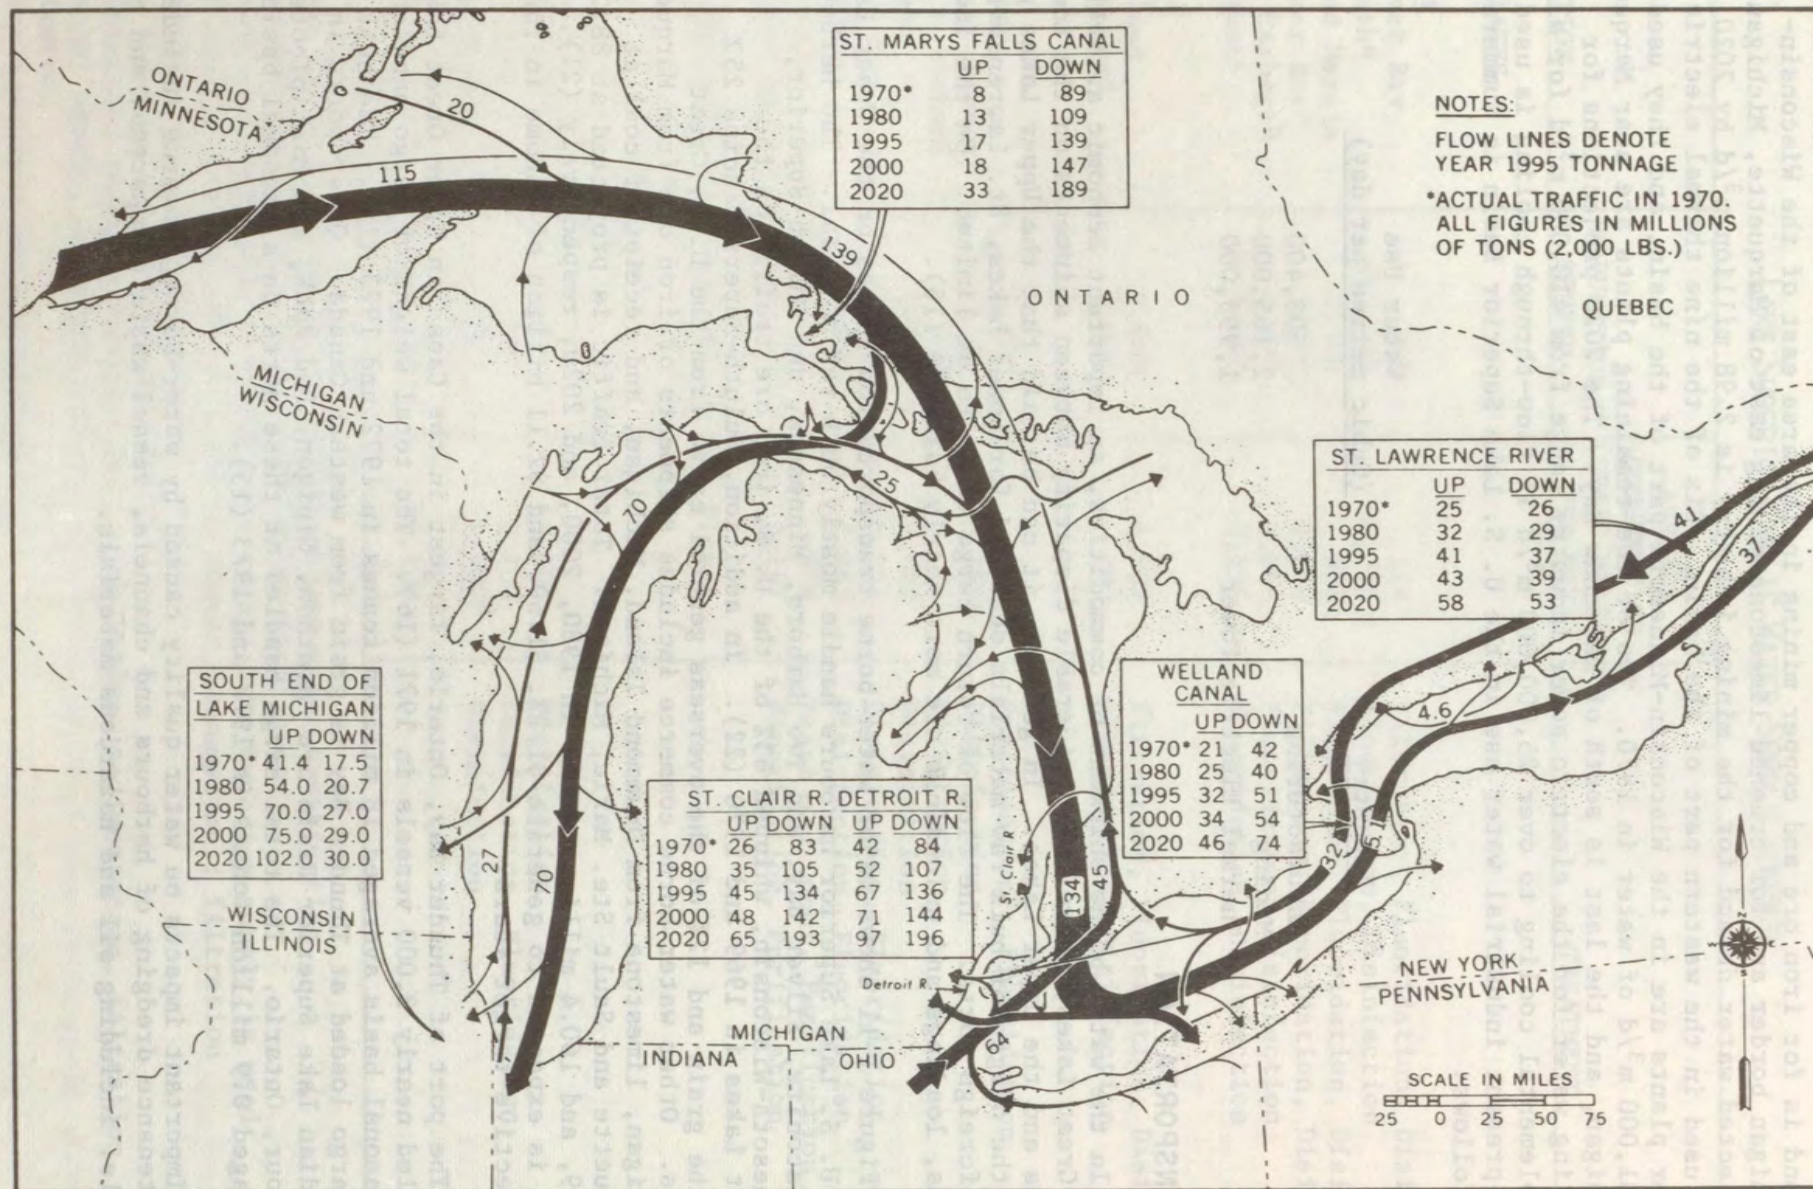 ST. MARYS FALLS CANAL
UP DOWN
1970* 8 89
1980 13 109
1995 17 139
2000 18 147
2020 33 189
NOTES:
FLOW LINES DENOTE
YEAR 1995 TONNAGE
*ACTUAL TRAFFIC IN 1970.
ALL FIGURES IN MILLIONS
OF TONS (2,000 LBS.)
ONTARIO
MINNESOTA
20
115
139
ONTARIO
QUEBEC
MICHIGAN
WISCONSIN
25
70
ST. LAWRENCE RIVER
UP DOWN
1970* 25 26
1980 32 29
1995 41 37
2000 43 39
2020 58 53
41
37
SOUTH END OF
LAKE MICHIGAN
UP DOWN
1970* 41.4 17.5
1980 54.0 20.7
1995 70.0 27.0
2000 75.0 29.0
2020 102.0 30.0
WELLAND
CANAL
UP DOWN
1970* 21 42
1980 25 40
1995 32 51
2000 34 54
2020 46 74
4.6
ST. CLAIR R. DETROIT R.
UP DOWN UP DOWN
1970* 26 83 42 84
1980 35 105 52 107
1995 45 134 67 136
2000 48 142 71 144
2020 65 193 97 196
27
70
St Clair R
134
45
32
5.1
WISCONSIN
ILLINOIS
Detroit R.
MICHIGAN
INDIANA
OHIO
64
NEW YORK
PENNSYLVANIA
N
SCALE IN MILES
25 0 25 50 75